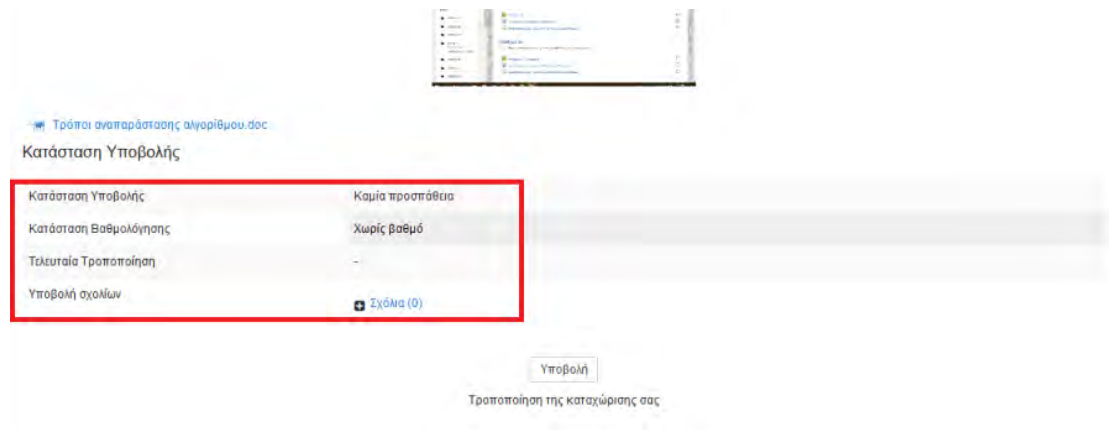 Τρόποι αναπαράστασης αλγορίθμου.doc
Κατάσταση Υποβολής
Κατάσταση Υποβολής Καμία προσπάθεια
Κατάσταση Βαθμολόγησης Χωρίς βαθμό
Τελευταία Τροποποίηση -
Υποβολή σχολίων Σχόλια (0)
Υποβολή
Τροποποίηση της καταχώρισης σας